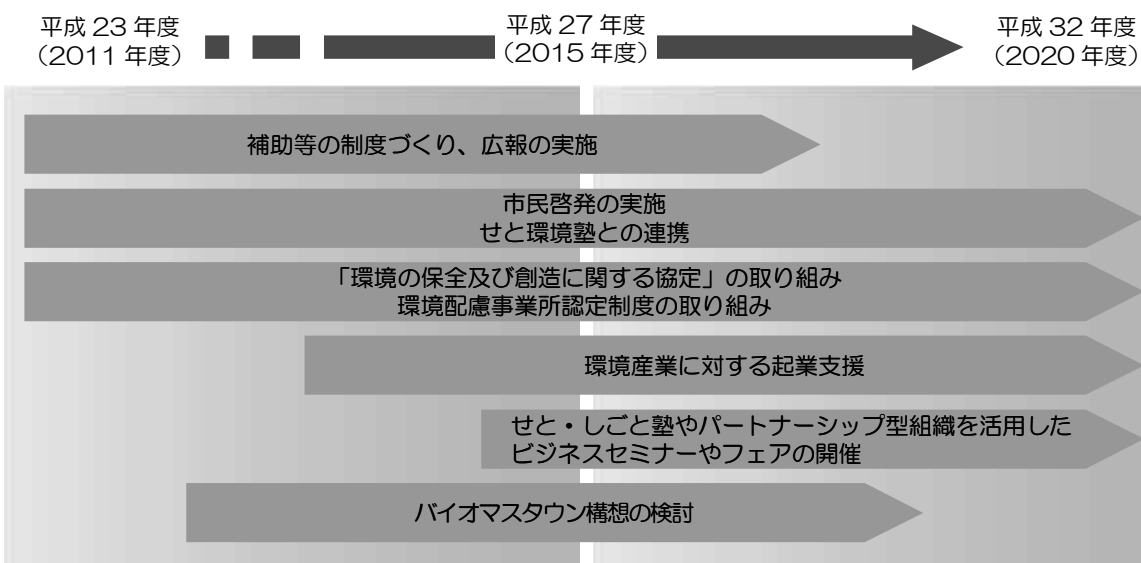 平成 23 年度
（2011 年度）
平成 27 年度
（2015 年度）
平成 32 年度
（2020 年度）
補助等の制度づくり、広報の実施
市民啓発の実施
せと環境塾との連携
「環境の保全及び創造に関する協定」の取り組み
環境配慮事業所認定制度の取り組み
環境産業に対する起業支援
せと・しごと塾やパートナーシップ型組織を活用した
ビジネスセミナーやフェアの開催
バイオマスタウン構想の検討